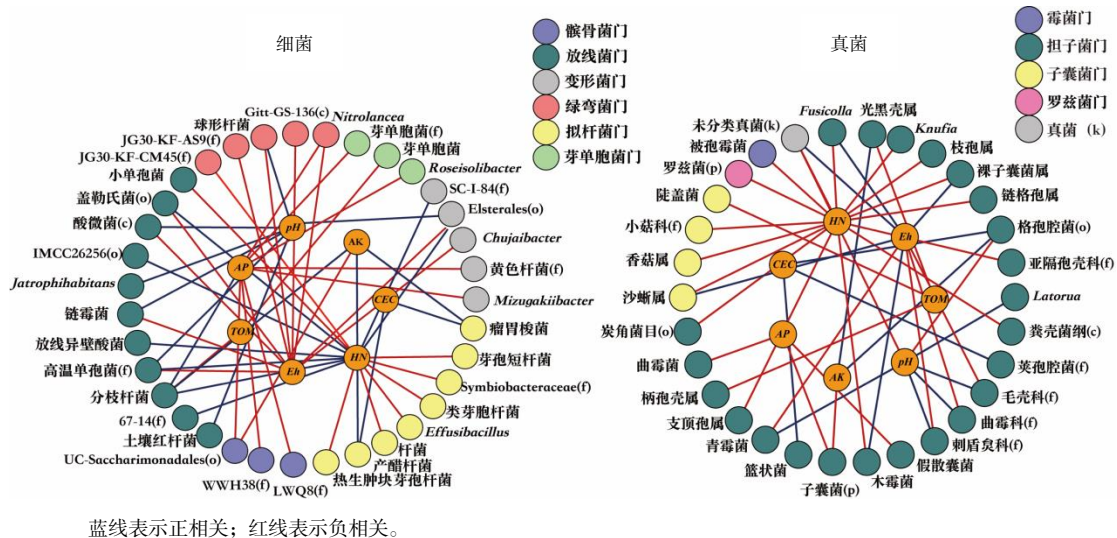 细菌
髌骨菌门
放线菌门
变形菌门
绿弯菌门
拟杆菌门
芽单胞菌门
Gitt-GS-136(c)
Nitrolancea
球形杆菌
芽单胞菌(f)
JG30-KF-AS9(f)
芽单胞菌
JG30-KF-CM45(f)
Roseisolibacter
小单孢菌
SC-I-84(f)
盖勒氏菌(o)
Elsterales(o)
酸微菌(c)
Chujaibacter
IMCC26256(o)
黄色杆菌(f)
Jatrophihabitans
Mizugakiibacter
链霉菌
瘤胃梭菌
放线异壁酸菌
芽孢短杆菌
高温单孢菌(f)
Symbiobacteraceae(f)
分枝杆菌
类芽胞杆菌
67-14(f)
Effusibacillus
土壤红杆菌
杆菌
UC-Saccharimonadales(o)
产醋杆菌
WWH38(f)
LWQ8(f)
热生肿块芽孢杆菌
pH
AK
AP
CEC
TOM
HN
Eh
真菌
霉菌门
担子菌门
子囊菌门
罗兹菌门
真菌 (k)
Fusicolla
光黑壳属
未分类真菌(k)
Knufia
被孢霉菌
枝孢属
罗兹菌(p)
裸子囊菌属
陡盖菌
链格孢属
小菇科(f)
格孢腔菌(o)
香菇属
亚隔孢壳科(f)
沙蜥属
Latorua
炭角菌目(o)
粪壳菌纲(c)
曲霉菌
荚孢腔菌(f)
柄孢壳属
毛壳科(f)
支顶孢属
曲霉科(f)
青霉菌
刺盾炱科(f)
篮状菌
假散囊菌
子囊菌(p)
木霉菌
HN
Eh
CEC
TOM
AP
pH
AK
蓝线表示正相关；红线表示负相关。